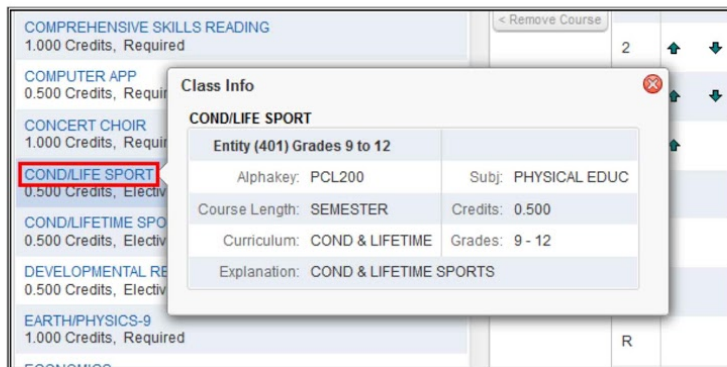 COMPREHENSIVE SKILLS READING
1.000 Credits, Required
< Remove Course
2
COMPUTER APP
0.500 Credits, Requir
CONCERT CHOIR
1.000 Credits, Requir
COND/LIFE SPORT
0.500 Credits, Electiv
COND/LIFETIME SPO
0.500 Credits, Electiv
DEVELOPMENTAL RE
0.500 Credits, Electiv
EARTH/PHYSICS-9
1.000 Credits, Required
R
ECONOMICS
Class Info
COND/LIFE SPORT
Entity (401) Grades 9 to 12
Alphakey: PCL200 Subj: PHYSICAL EDUC
Course Length: SEMESTER Credits: 0.500
Curriculum: COND & LIFETIME Grades: 9 - 12
Explanation: COND & LIFETIME SPORTS